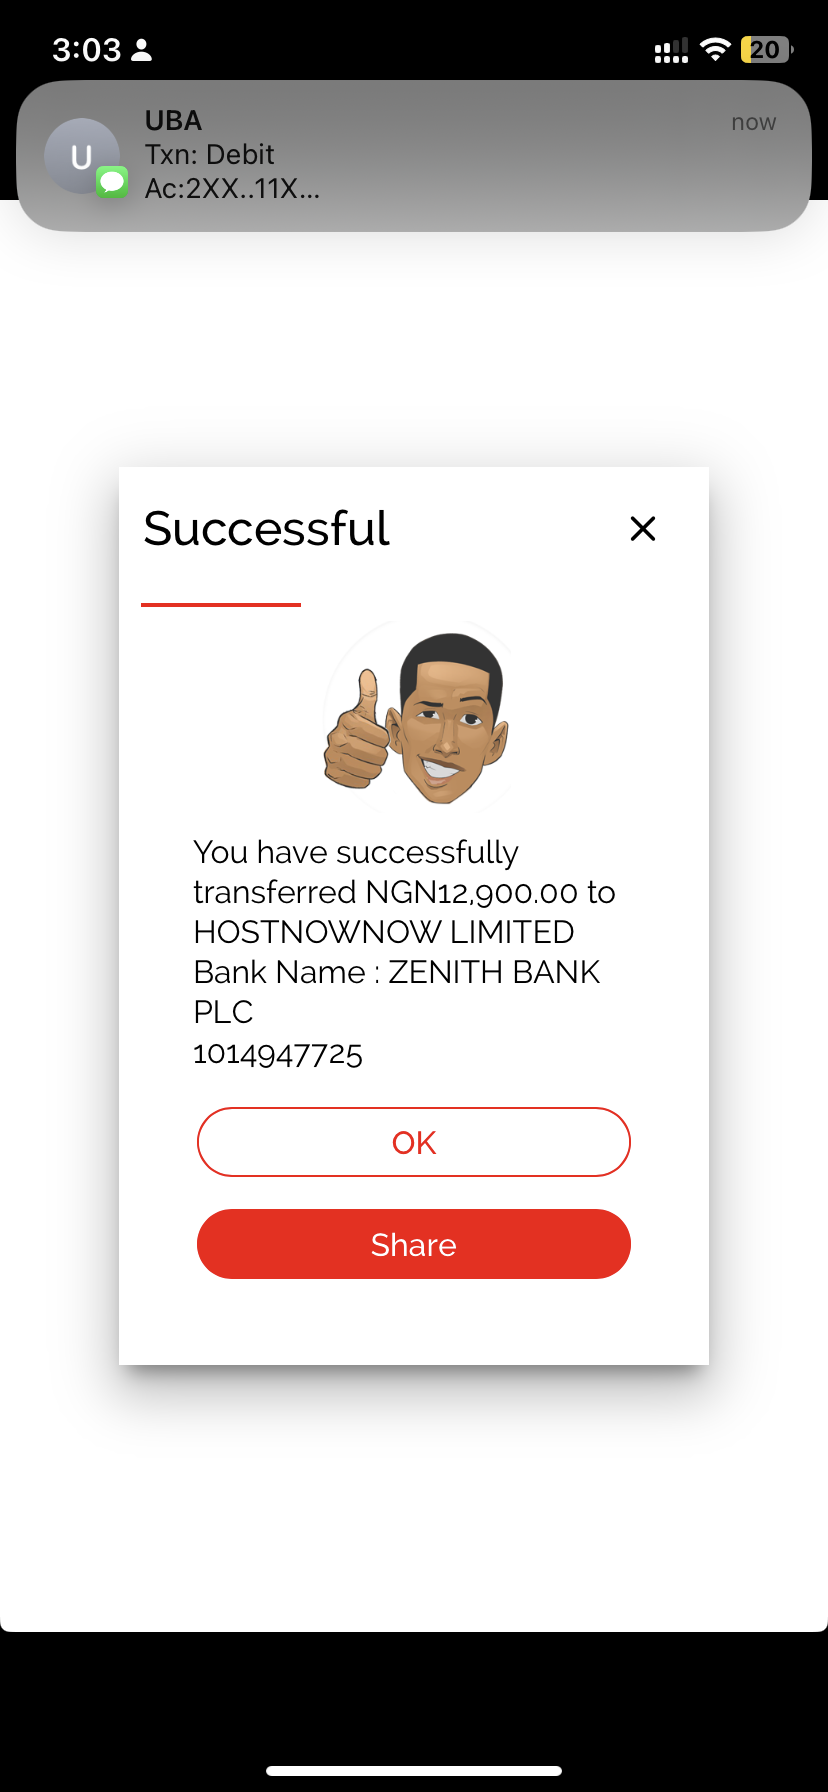 3:03
20
UBA
now
Txn: Debit
Ac:2XX..11X...
U
Successful
You have successfully
transferred NGN12,900.00 to
HOSTNOWNOW LIMITED
Bank Name : ZENITH BANK
PLC
1014947725
OK
Share